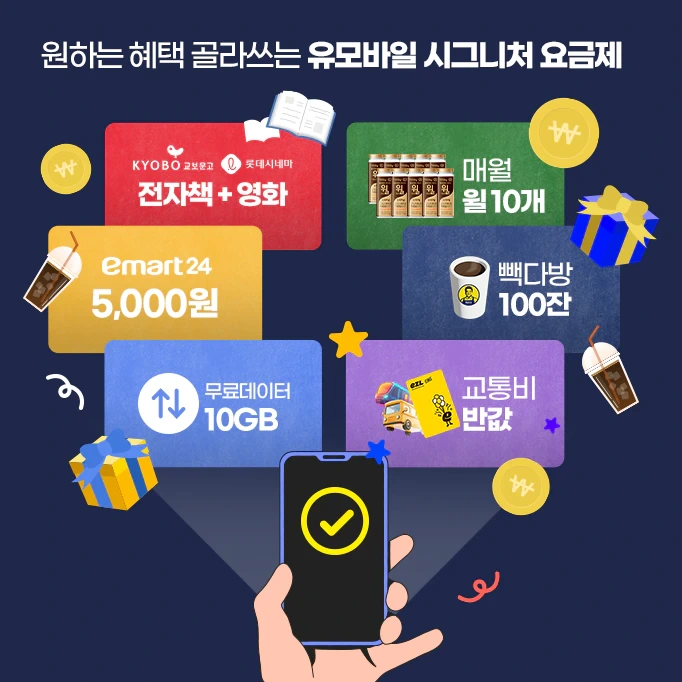 원하는 혜택 골라쓰는 유모바일 시그니처 요금제
KYOBO 교보문고 롯데시네마
전자책 + 영화
매월
윌 10개
emart24
5,000원
빽다방
100잔
무료데이터
10GB
EZL
교통비
반값